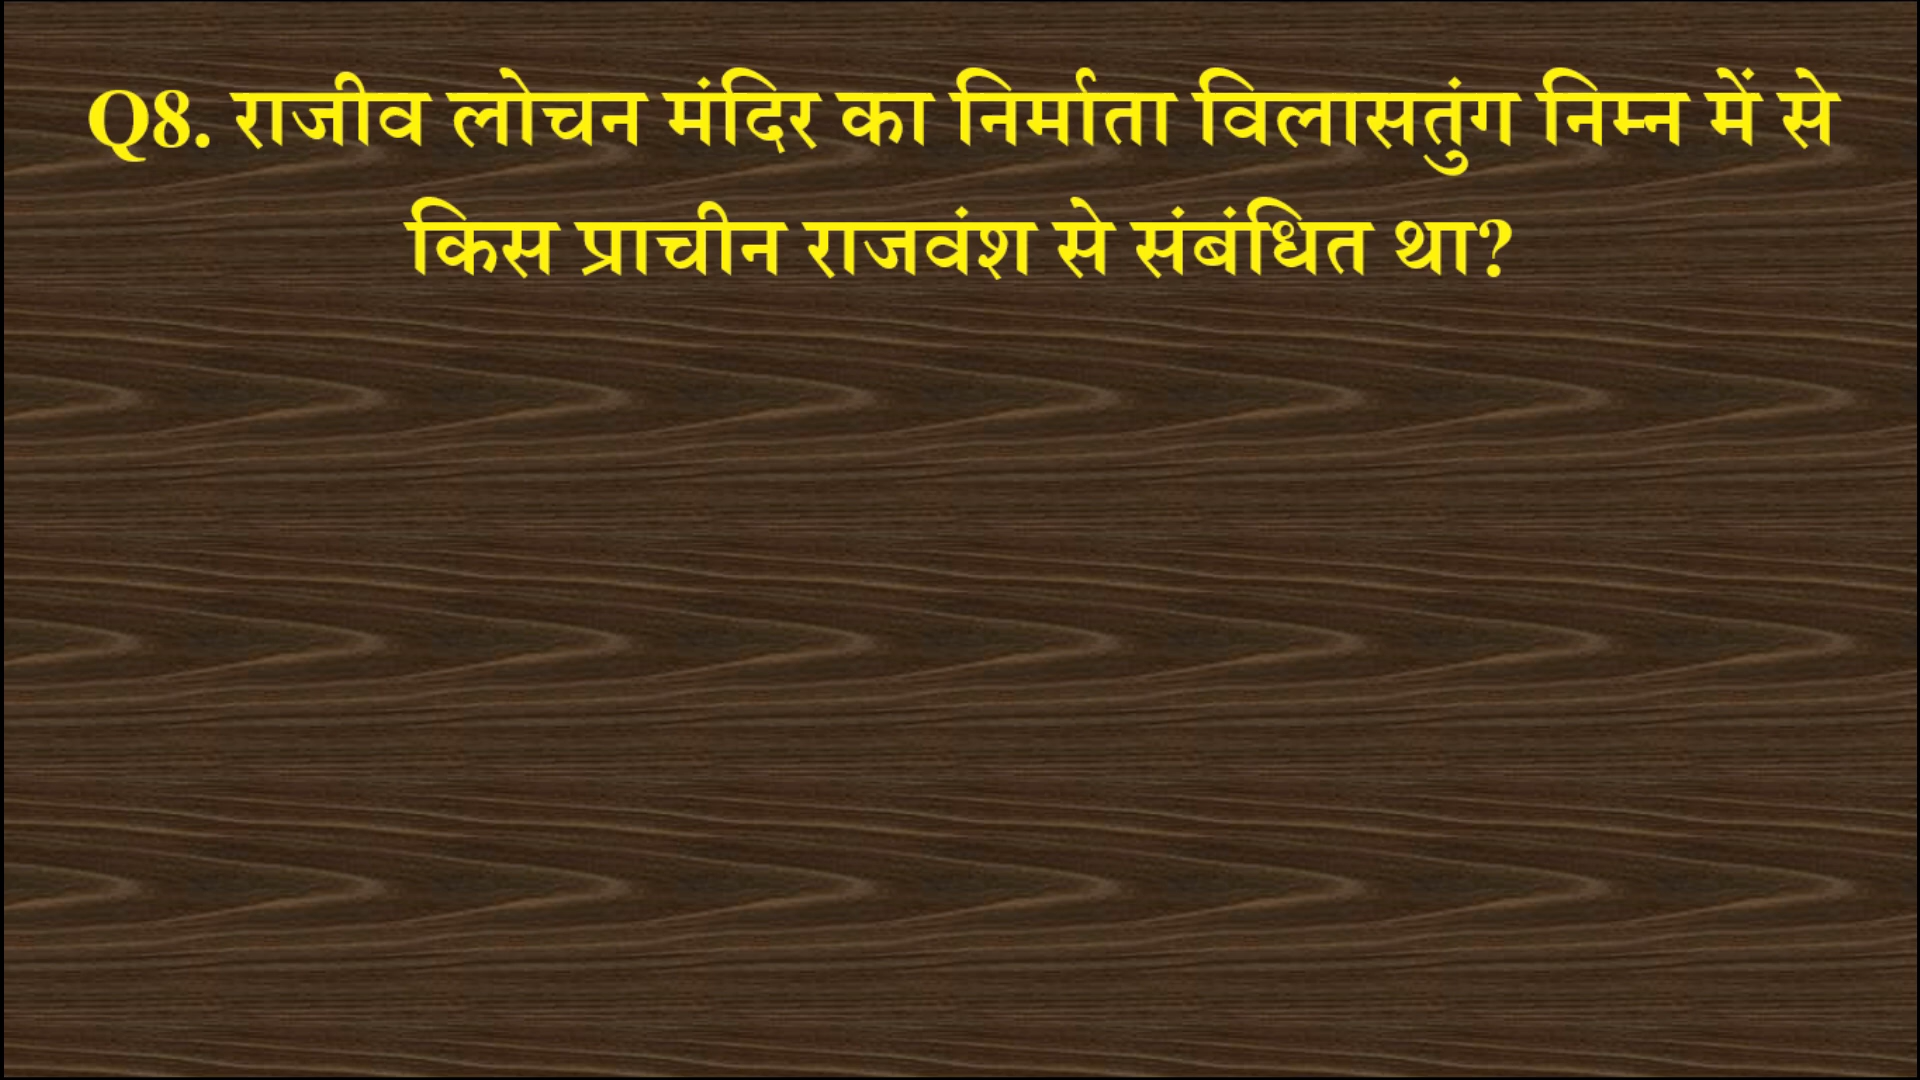 Q8. राजीव लोचन मंदिर का निर्माता विलासतुंग निम्न में से
किस प्राचीन राजवंश से संबंधित था?